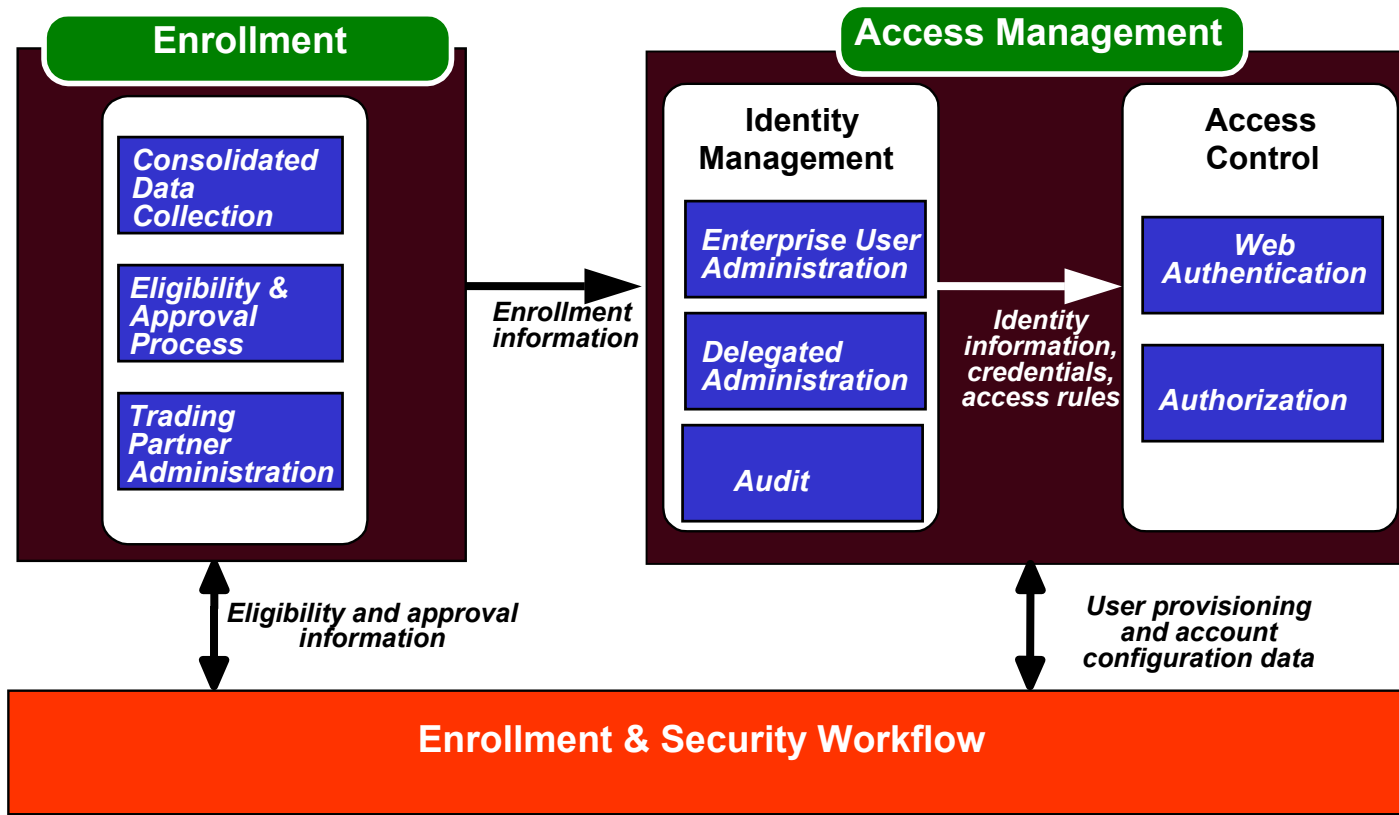 Enrollment
Consolidated
Data
Collection
Eligibility &
Approval
Process
Trading
Partner
Administration
Enrollment
information
Access Management
Identity
Management
Enterprise User
Administration
Delegated
Administration
Audit
Identity
information,
credentials,
access rules
Access
Control
Web
Authentication
Authorization
Eligibility and approval
information
User provisioning
and account
configuration data
Enrollment & Security Workflow